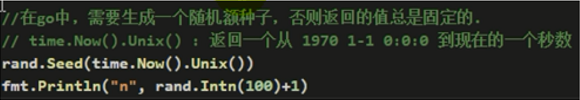 //在go中，需要生成一个随机额种子，否则返回的值总是固定的.
// time.Now().Unix() : 返回一个从 1970 1-1 0:0:0 到现在的一个秒数
rand.Seed(time.Now().Unix())
fmt.Println("n", rand.Intn(100)+1)